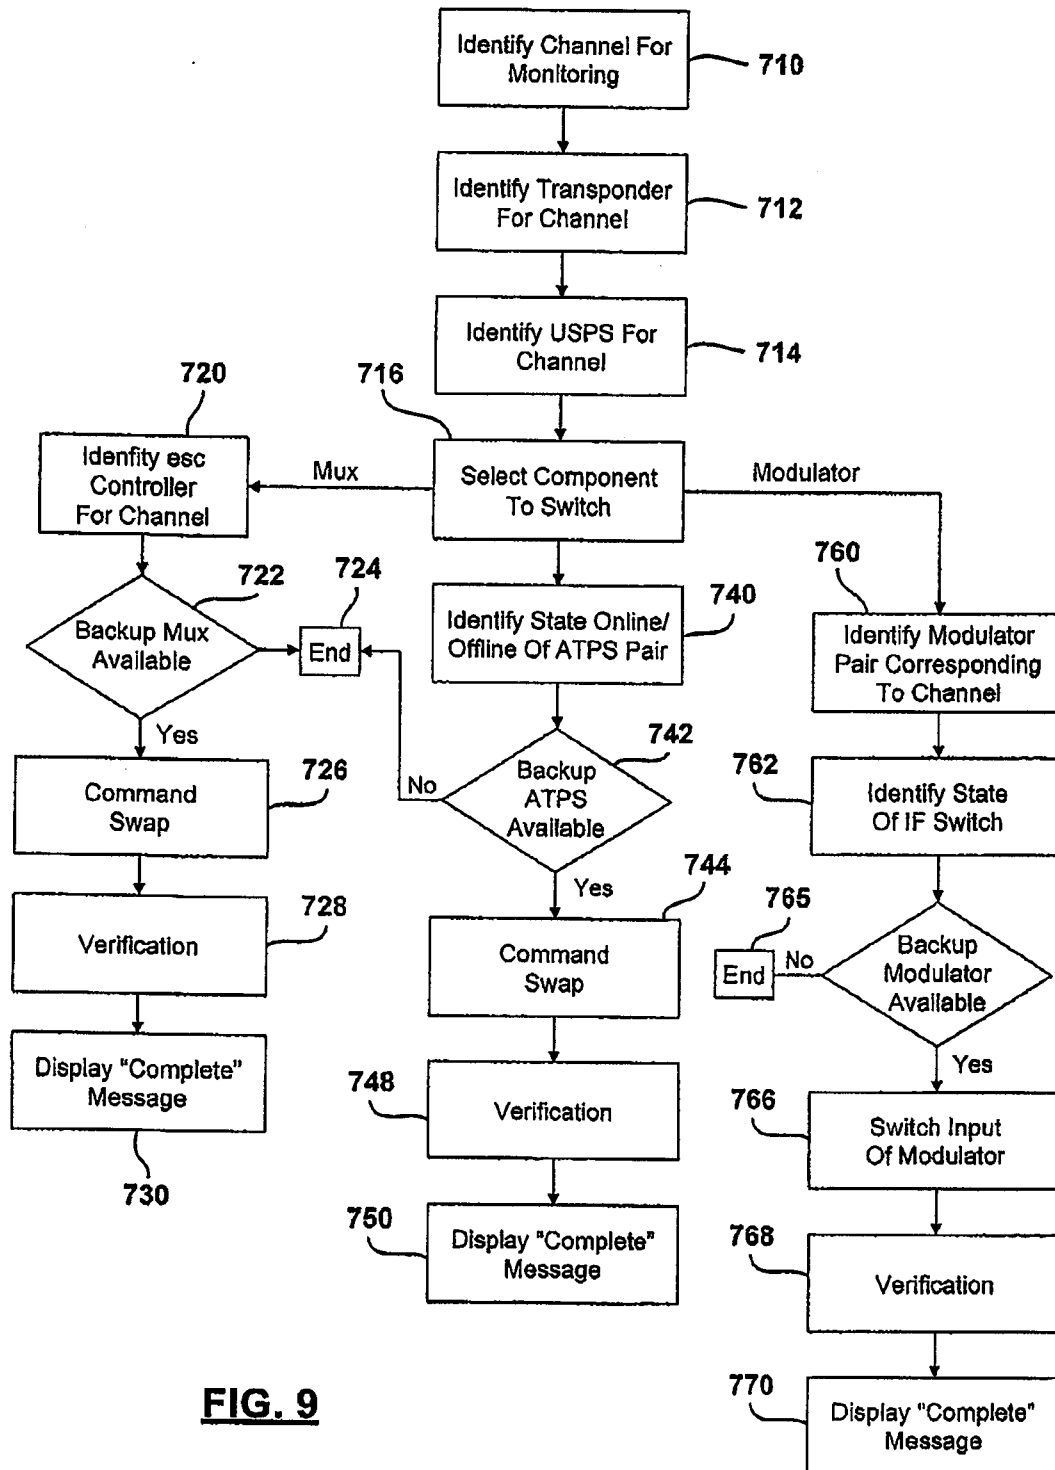 Identify Channel For
Monitoring
710
Identify Transponder
For Channel
712
Identify USPS For
Channel
714
716
Select Component
To Switch
Mux
Modulator
720
Idenfity esc
Controller
For Channel
722
Backup Mux
Available
724
End
Yes
726
Command
Swap
728
Verification
Display "Complete"
Message
730
740
Identify State Online/
Offline Of ATPS Pair
742
Backup
ATPS
Available
No
Yes
744
Command
Swap
748
Verification
750
Display "Complete"
Message
760
Identify Modulator
Pair Corresponding
To Channel
762
Identify State
Of IF Switch
Backup
Modulator
Available
No
765
End
Yes
766
Switch Input
Of Modulator
768
Verification
770
Display "Complete"
Message
FIG. 9